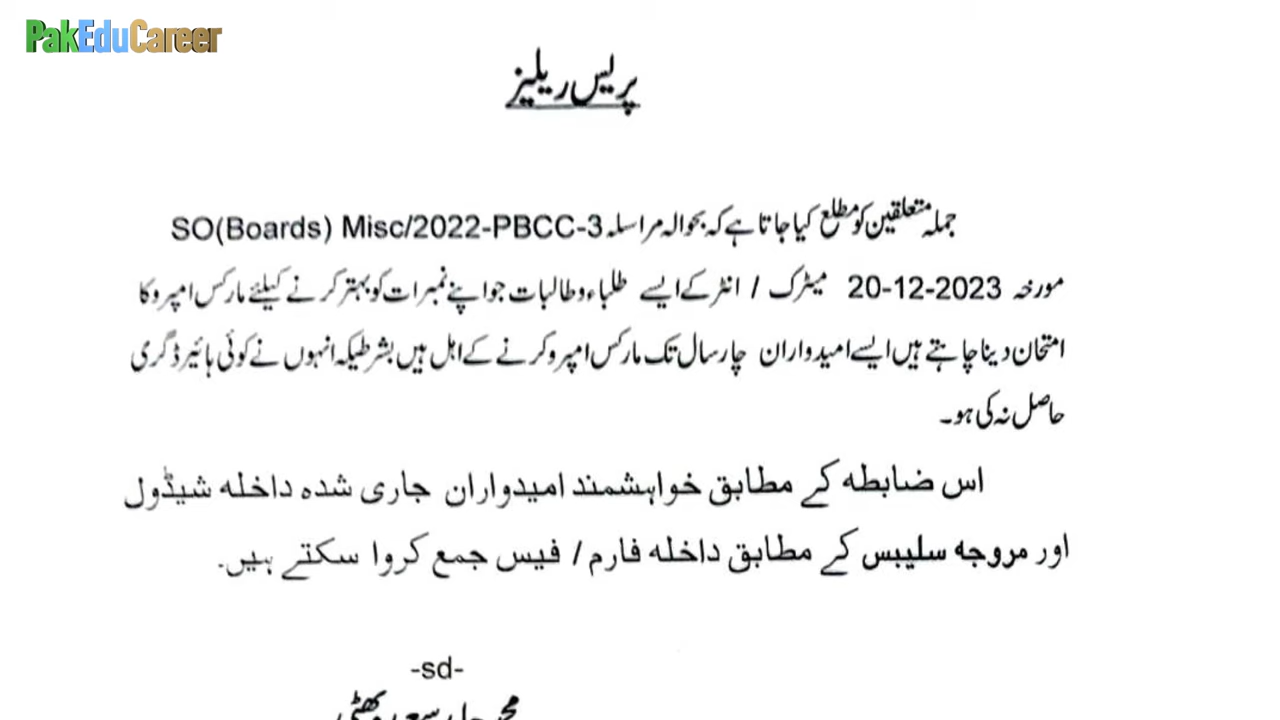 PakEduCareer
پریس ریلیز
جملہ متعلقین کو مطلع کیا جاتا ہے کہ بحوالہ مراسلہ SO(Boards) Misc/2022-PBCC-3
مورخہ 20-12-2023 میٹرک / انٹر کے ایسے طلباء و طالبات جو اپنے نمبرات کو بہتر کرنے کیلئے مارکس امپرو کا
امتحان دینا چاہتے ہیں ایسے امیدواران چار سال تک مارکس امپرو کرنے کے اہل ہیں بشرطیکہ انہوں نے کوئی ہائیر ڈگری
حاصل نہ کی ہو۔
اس ضابطہ کے مطابق خواہشمند امیدواران جاری شدہ داخلہ شیڈول
اور مروجہ سلیبس کے مطابق داخلہ فارم / فیس جمع کروا سکتے ہیں.
-sd-
محمد سعید بھٹی